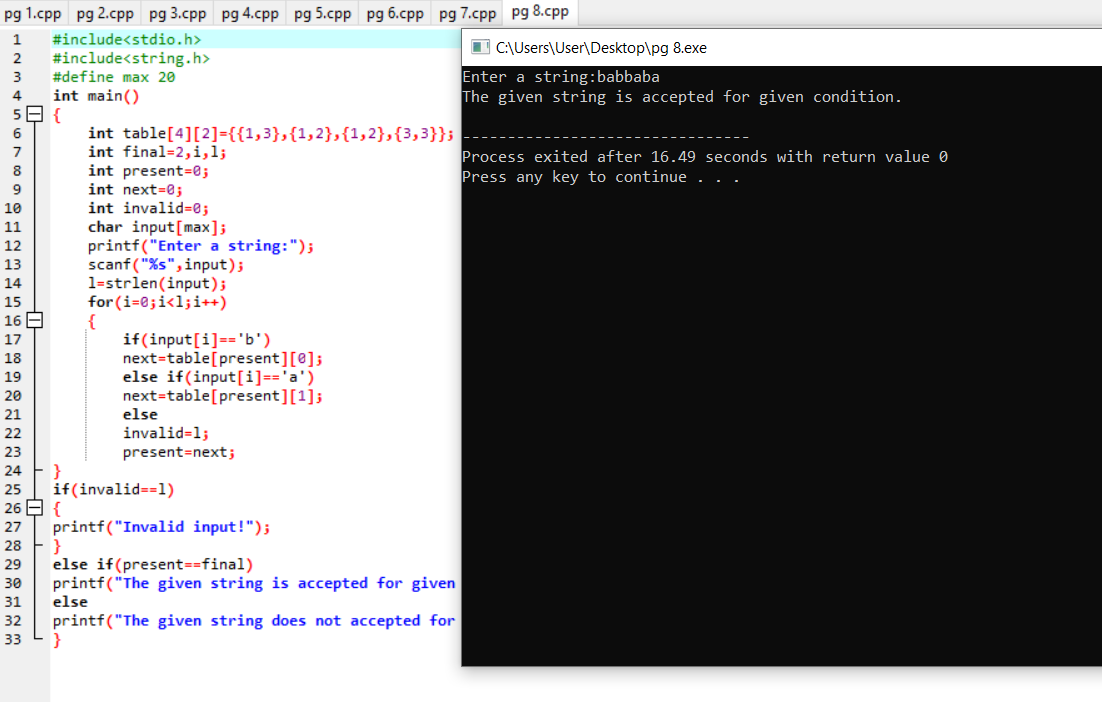 pg 1.cpp pg 2.cpp pg 3.cpp pg 4.cpp pg 5.cpp pg 6.cpp pg 7.cpp pg 8.cpp
1 #include<stdio.h>
2 #include<string.h>
3 #define max 20
4 int main()
5 {
6 int table[4][2]={{1,3},{1,2},{1,2},{3,3}};
7 int final=2,i,l;
8 int present=0;
9 int next=0;
10 int invalid=0;
11 char input[max];
12 printf("Enter a string:");
13 scanf("%s",input);
14 l=strlen(input);
15 for(i=0;i<l;i++)
16 {
17 if(input[i]=='b')
18 next=table[present][0];
19 else if(input[i]=='a')
20 next=table[present][1];
21 else
22 invalid=l;
23 present=next;
24 }
25 if(invalid==l)
26 {
27 printf("Invalid input!");
28 }
29 else if(present==final)
30 printf("The given string is accepted for given
31 else
32 printf("The given string does not accepted for
33 }
C:\Users\User\Desktop\pg 8.exe
Enter a string:babbaba
The given string is accepted for given condition.
--------------------------------
Process exited after 16.49 seconds with return value 0
Press any key to continue . . .